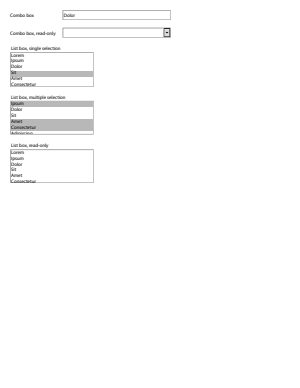 Combo box Dolor
Combo box, read-only
List box, single selection
Lorem
Ipsum
Dolor
Sit
Amet
Consectetur
List box, multiple selection
Ipsum
Dolor
Sit
Amet
Consectetur
Adipiscing
List box, read-only
Lorem
Ipsum
Dolor
Sit
Amet
Consectetur